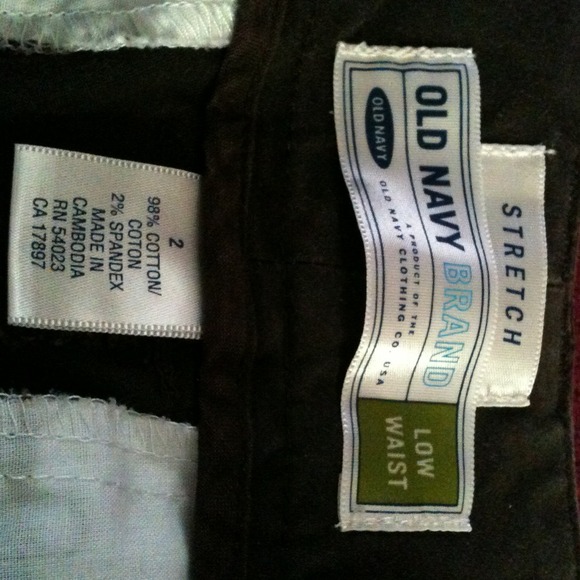 OLD NAVY BRAND
OLD NAVY
A PRODUCT OF THE
OLD NAVY CLOTHING CO. USA
LOW
WAIST
STRETCH
2
98% COTTON/
COTON
2% SPANDEX
MADE IN
CAMBODIA
RN 54023
CA 17897